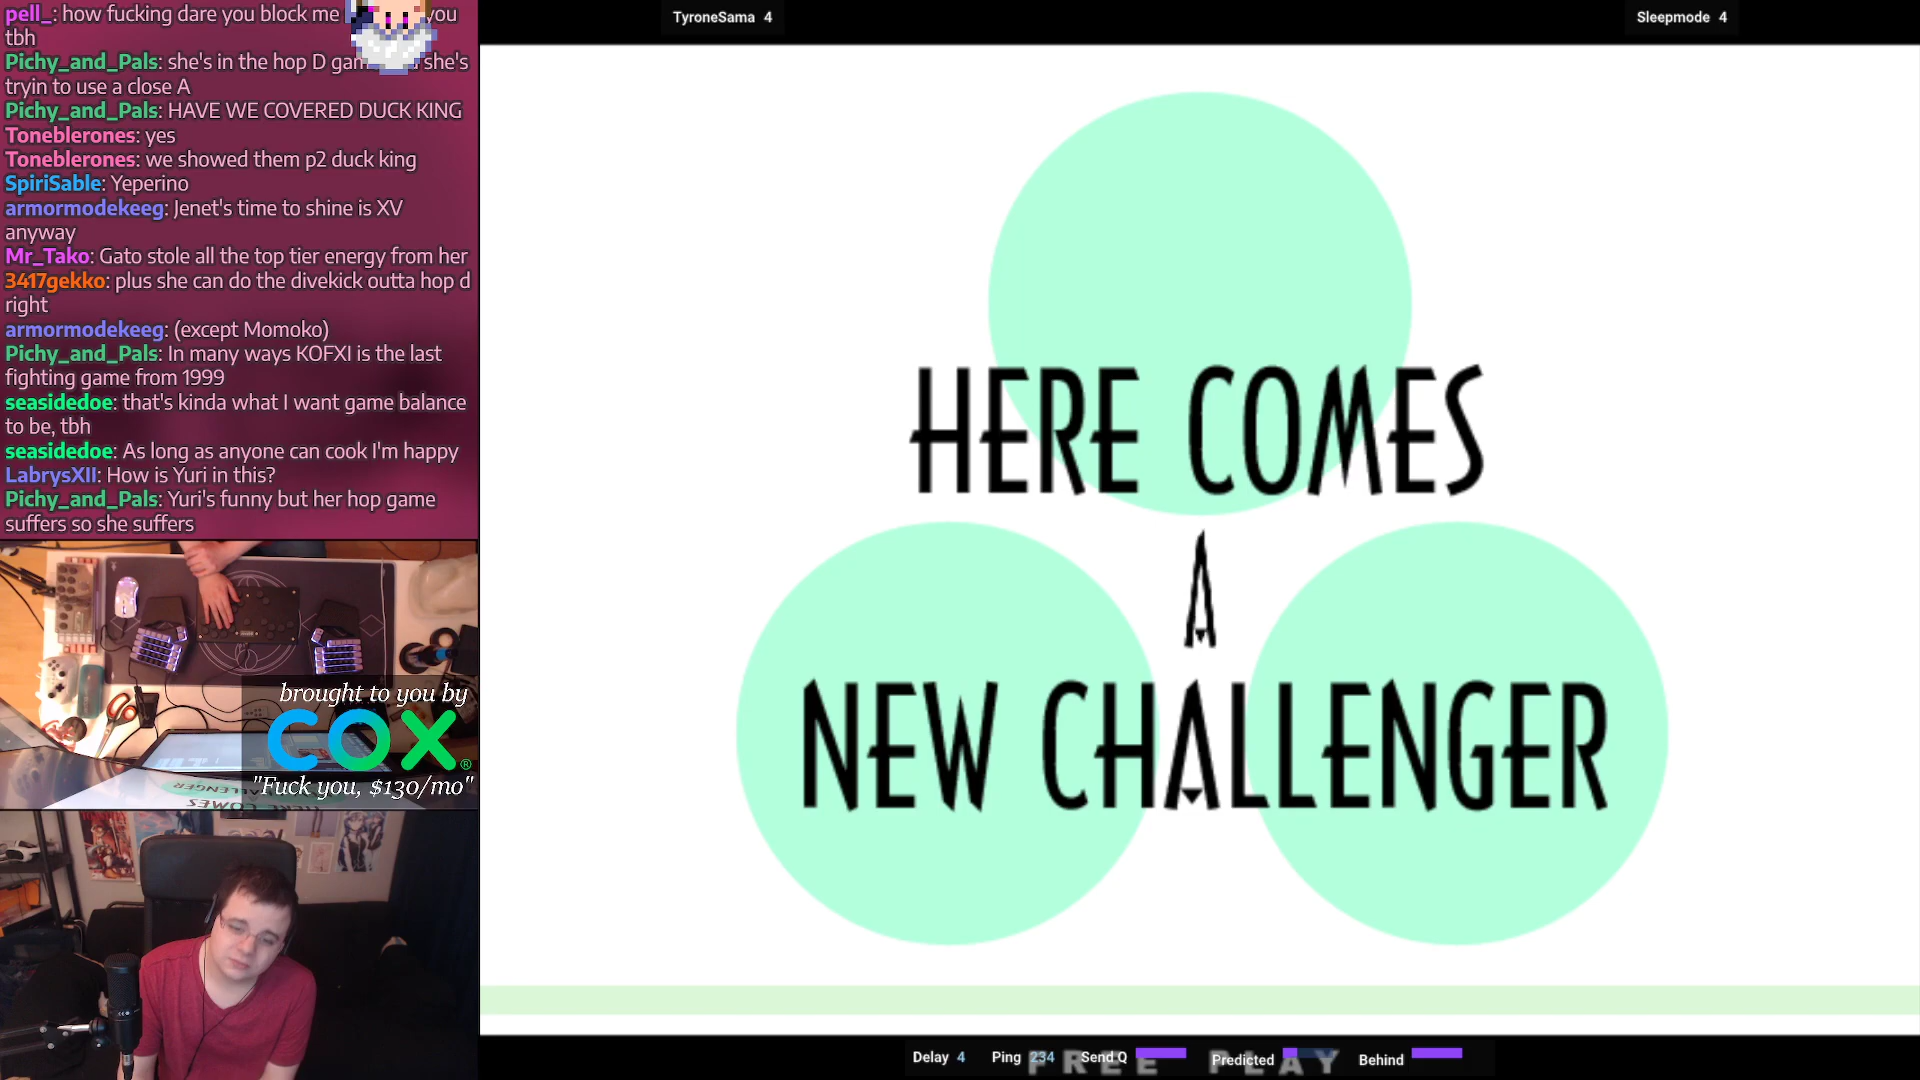 pell_: how fucking dare you block me you
tbh
Pichy_and_Pals: she's in the hop D gam she's
tryin to use a close A
Pichy_and_Pals: HAVE WE COVERED DUCK KING
Toneblerones: yes
Toneblerones: we showed them p2 duck king
SpiriSable: Yeperino
armormodekeeg: Jenet's time to shine is XV
anyway
Mr_Tako: Gato stole all the top tier energy from her
3417gekko: plus she can do the divekick outta hop d
right
armormodekeeg: (except Momoko)
Pichy_and_Pals: In many ways KOFXI is the last
fighting game from 1999
seasidedoe: that's kinda what I want game balance
to be, tbh
seasidedoe: As long as anyone can cook I'm happy
LabrysXII: How is Yuri in this?
Pichy_and_Pals: Yuri's funny but her hop game
suffers so she suffers
brought to you by
COX®
"Fuck you, $130/mo"
HERE COMES
CHALLENGER
TyroneSama 4
Sleepmode 4
HERE COMES
A
NEW CHALLENGER
Delay 4 Ping 234 Send Q Predicted Behind
FREE PLAY